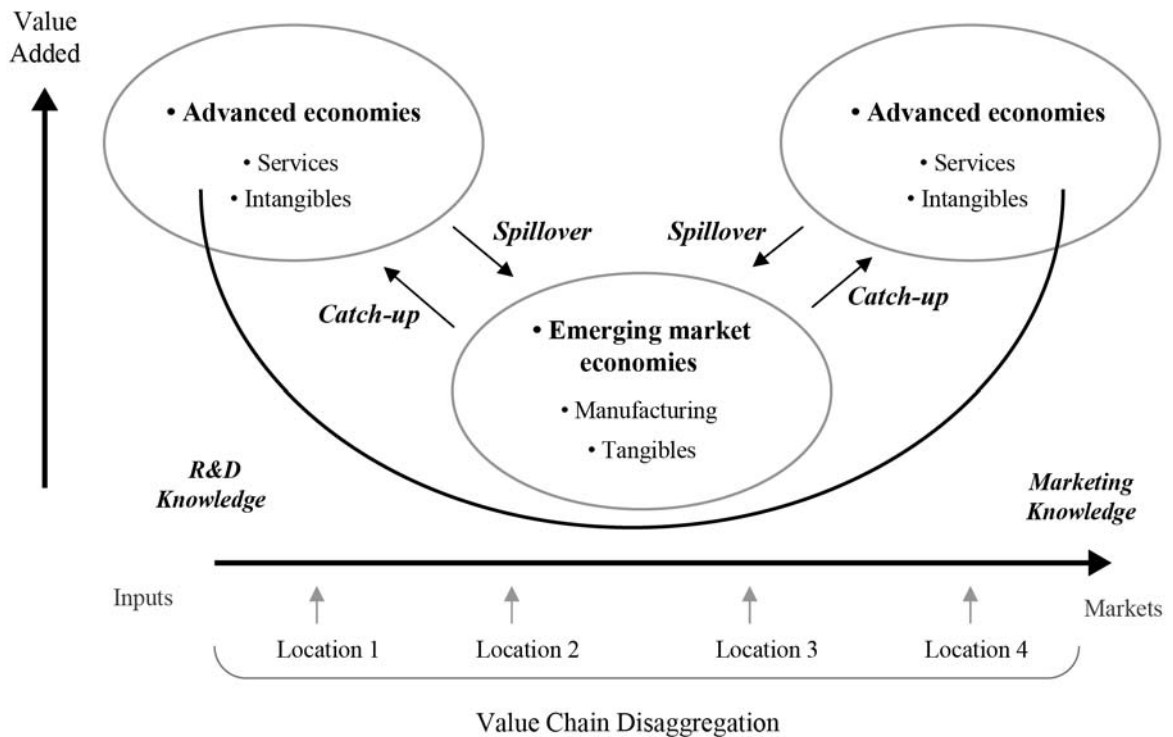 Value
Added
• Advanced economies
• Services
• Intangibles
• Advanced economies
• Services
• Intangibles
Spillover
Spillover
Catch-up
Catch-up
• Emerging market
economies
• Manufacturing
• Tangibles
R&D
Knowledge
Marketing
Knowledge
Inputs
Markets
Location 1
Location 2
Location 3
Location 4
Value Chain Disaggregation